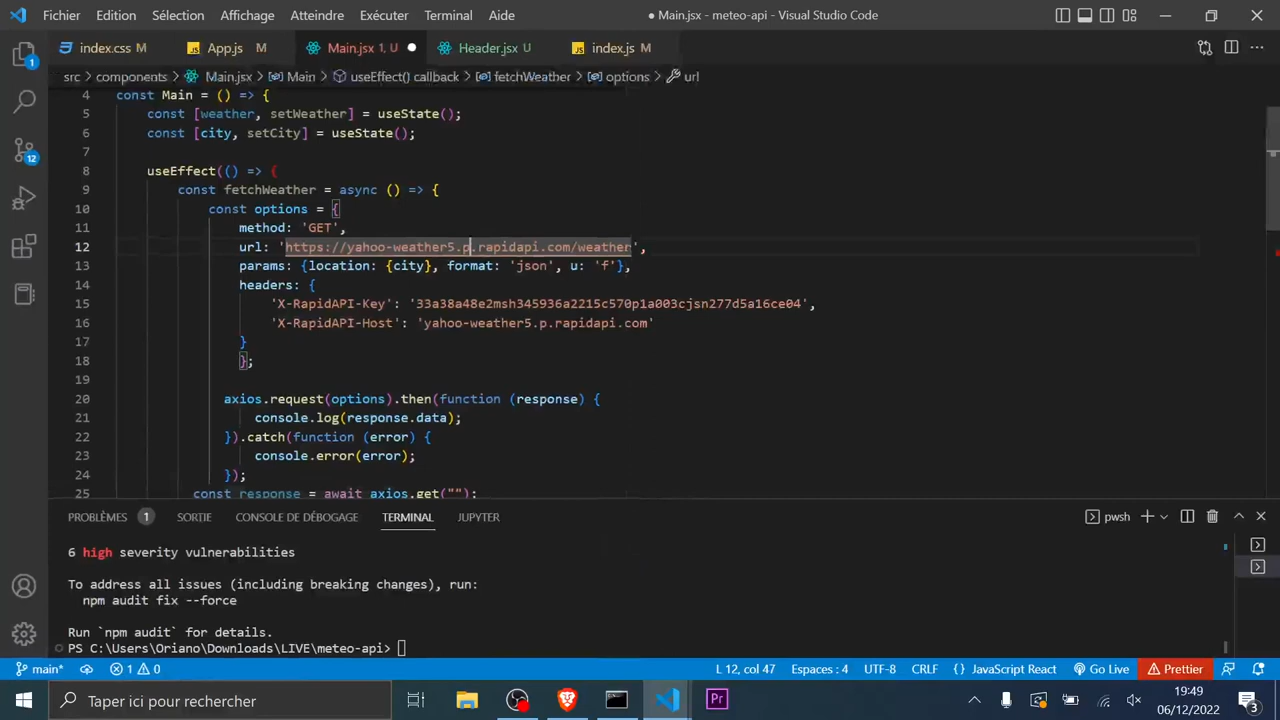 Fichier Edition Sélection Affichage Atteindre Exécuter Terminal Aide ● Main.jsx - meteo-api - Visual Studio Code
index.css M App.js M Main.jsx 1, U ● Header.jsx U index.js M
src > components > Main.jsx > Main > useEffect() callback > fetchWeather > options > url
4 const Main = () => {
5 const [weather, setWeather] = useState();
6 const [city, setCity] = useState();
7
8 useEffect(() => {
9 const fetchWeather = async () => {
10 const options = {
11 method: 'GET',
12 url: 'https://yahoo-weather5.p.rapidapi.com/weather',
13 params: {location: {city}, format: 'json', u: 'f'},
14 headers: {
15 'X-RapidAPI-Key': '33a38a48e2msh345936a2215c570p1a003cjsn277d5a16ce04',
16 'X-RapidAPI-Host': 'yahoo-weather5.p.rapidapi.com'
17 }
18 };
19
20 axios.request(options).then(function (response) {
21 console.log(response.data);
22 }).catch(function (error) {
23 console.error(error);
24 });
25 const response = await axios.get("");
PROBLÈMES 1 SORTIE CONSOLE DE DÉBOGAGE TERMINAL JUPYTER pwsh
6 high severity vulnerabilities
To address all issues (including breaking changes), run:
npm audit fix --force
Run `npm audit` for details.
PS C:\Users\Oriano\Downloads\LIVE\meteo-api>
main* 1 0 L 12, col 47 Espaces : 4 UTF-8 CRLF {} JavaScript React Go Live Prettier
Taper ici pour rechercher Pr 19:49
06/12/2022 3
1
12